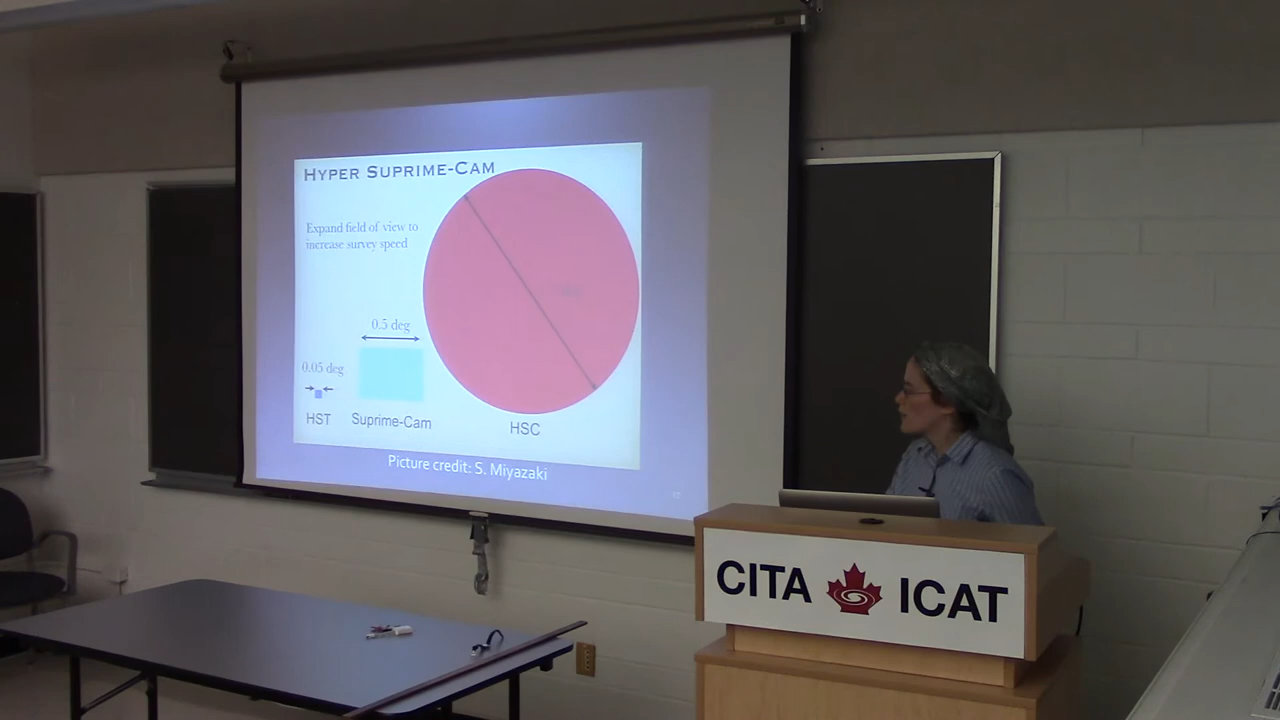 HYPER SUPRIME-CAM
Expand field of view to
increase survey speed
0.5 deg
0.05 deg
HST
Suprime-Cam
HSC
Picture credit: S. Miyazaki
CITA ICAT